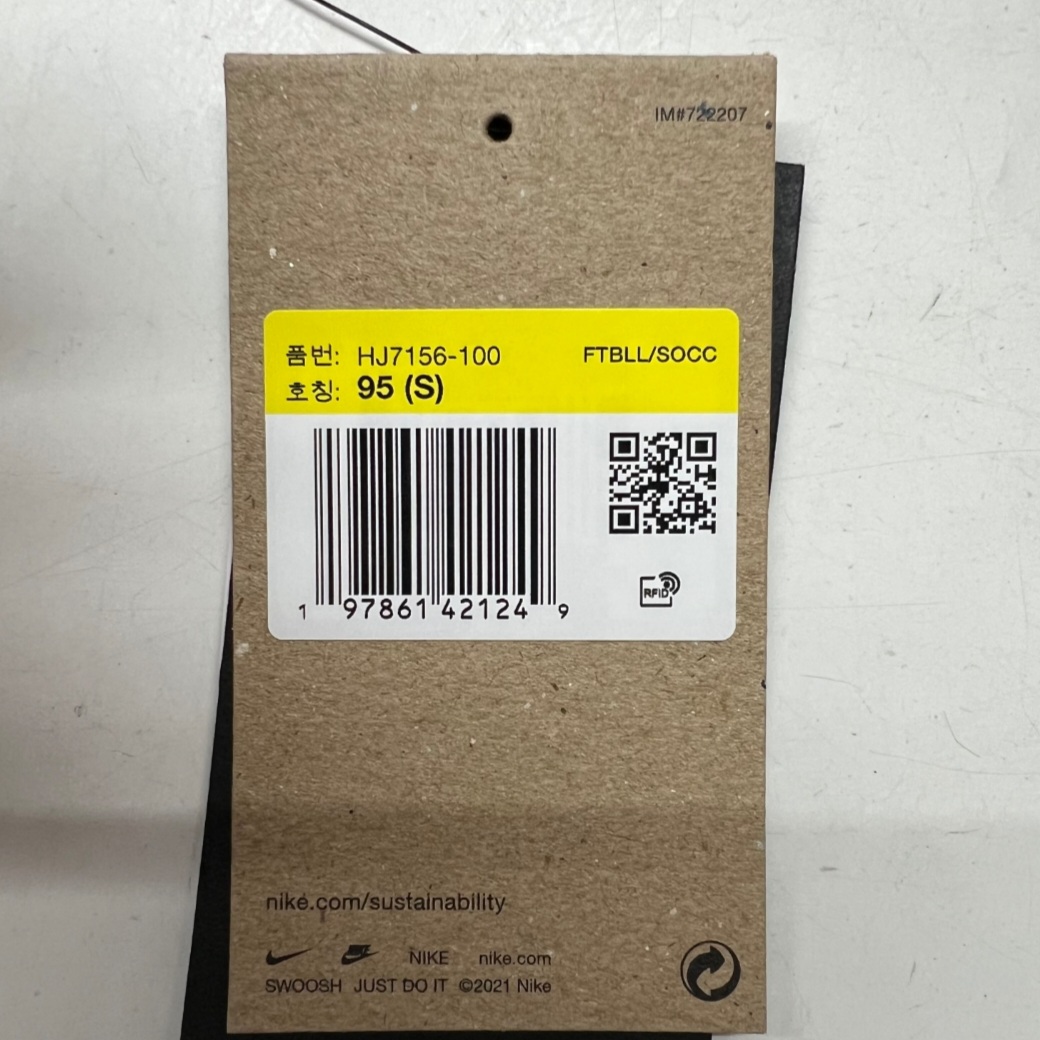 IM#722207
품번: HJ7156-100 FTBLL/SOCC
호칭: 95 (S)
1 97861 42124 9
RFID
nike.com/sustainability
NIKE nike.com
SWOOSH JUST DO IT ©2021 Nike